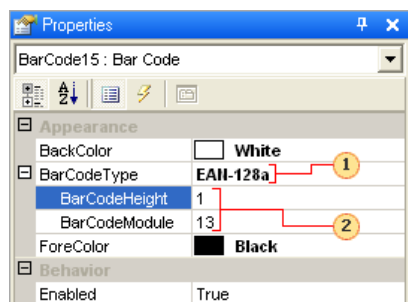 Properties
BarCode15 : Bar Code
Appearance
BackColor White
BarCodeType EAN-128a 1
BarCodeHeight 1
BarCodeModule 13 2
ForeColor Black
Behavior
Enabled True